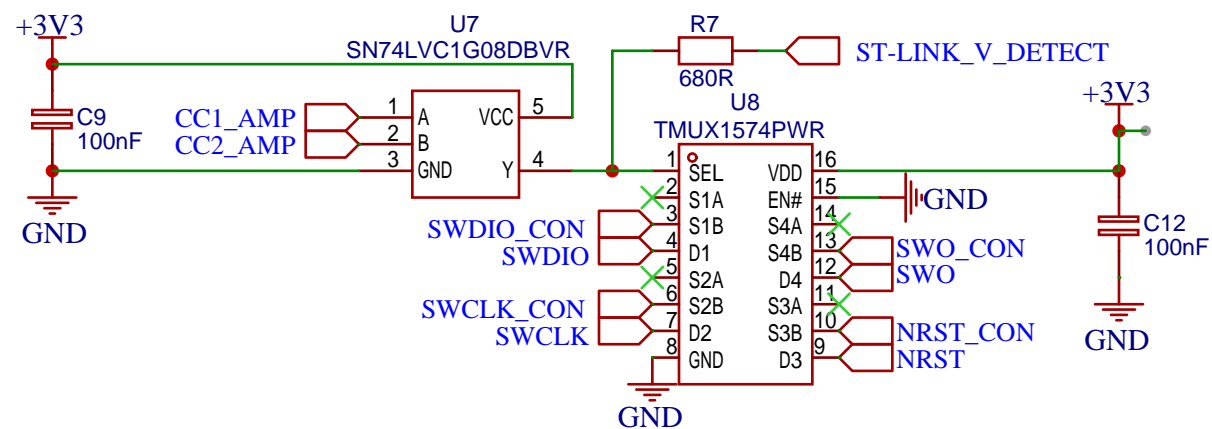 +3V3
U7
SN74LVC1G08DBVR
C9
100nF
CC1_AMP
CC2_AMP
1
A
2
B
3
GND
VCC
5
Y
4
GND
R7
680R
ST-LINK_V_DETECT
U8
TMUX1574PWR
1
SEL
2
S1A
SWDIO_CON
3
S1B
SWDIO
4
D1
5
S2A
SWCLK_CON
6
S2B
SWCLK
7
D2
8
GND
GND
VDD
16
EN#
15
GND
S4A
14
S4B
13
SWO_CON
D4
12
SWO
S3A
11
S3B
10
NRST_CON
D3
9
NRST
+3V3
C12
100nF
GND